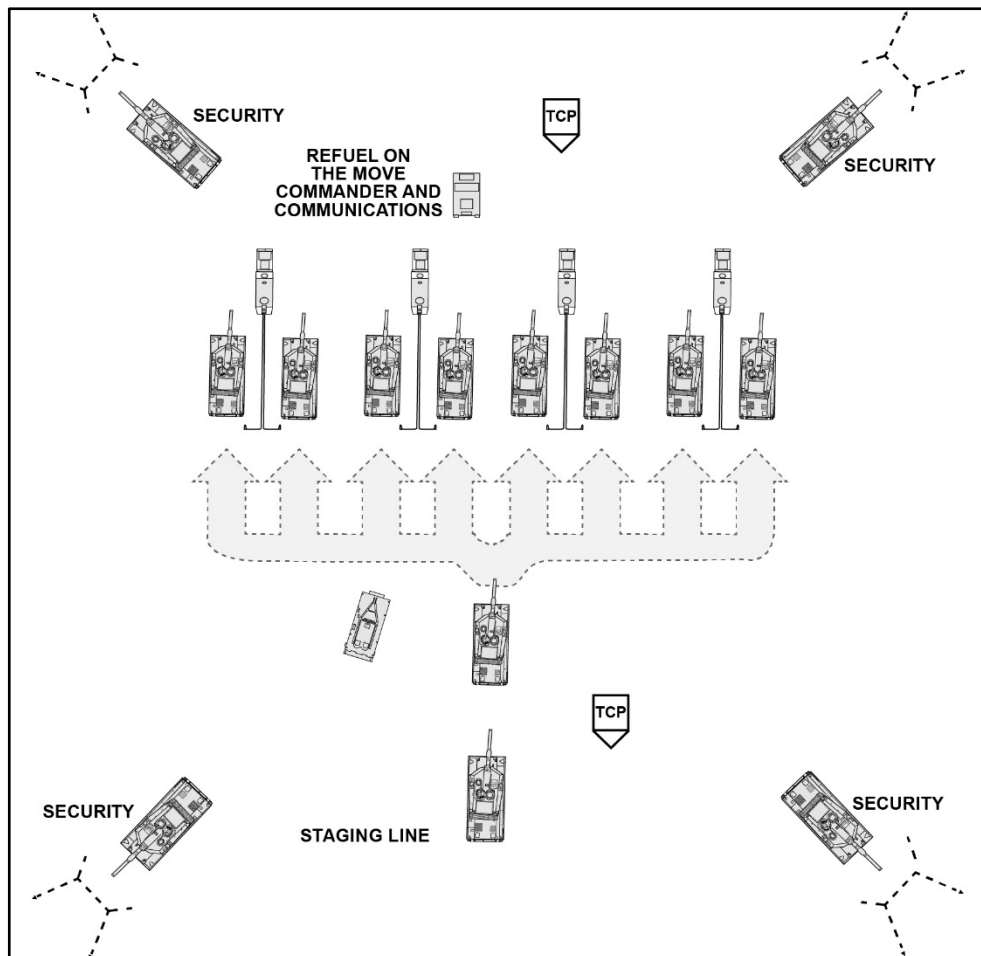 SECURITY
TCP
REFUEL ON
THE MOVE
COMMANDER AND
COMMUNICATIONS
SECURITY
TCP
SECURITY
STAGING LINE
SECURITY